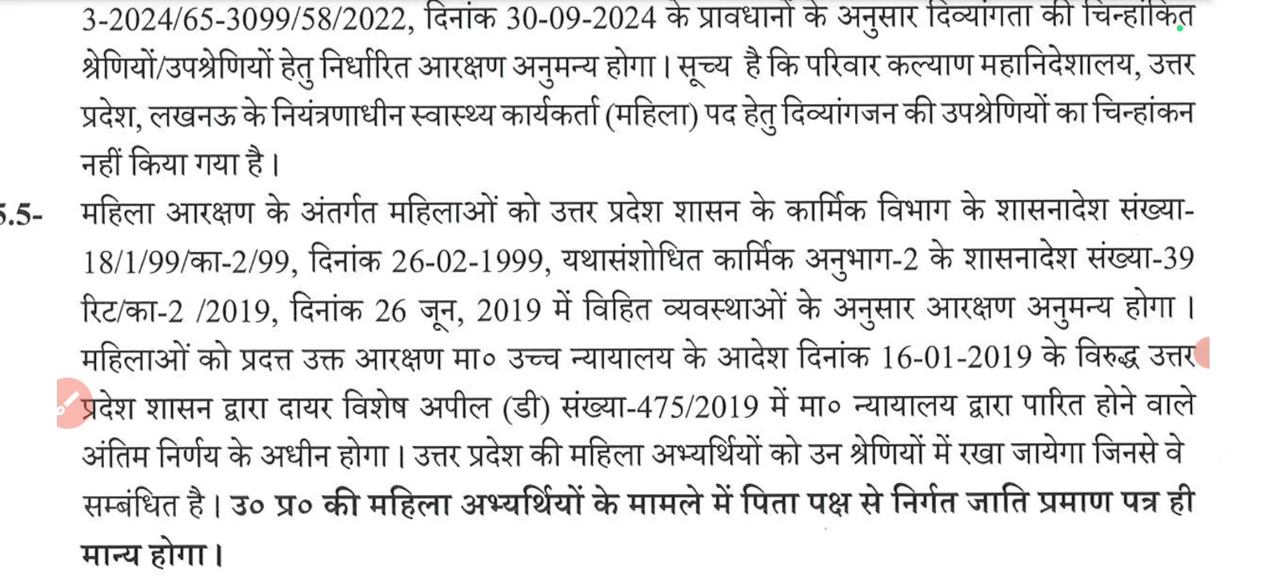 3-2024/65-3099/58/2022, दिनांक 30-09-2024 के प्रावधानों के अनुसार दिव्यांगता की चिन्हांकित
श्रेणियों/उपश्रेणियों हेतु निर्धारित आरक्षण अनुमन्य होगा। सूच्य है कि परिवार कल्याण महानिदेशालय, उत्तर
प्रदेश, लखनऊ के नियंत्रणाधीन स्वास्थ्य कार्यकर्ता (महिला) पद हेतु दिव्यांगजन की उपश्रेणियों का चिन्हांकन
नहीं किया गया है।
5.5- महिला आरक्षण के अंतर्गत महिलाओं को उत्तर प्रदेश शासन के कार्मिक विभाग के शासनादेश संख्या-
18/1/99/का-2/99, दिनांक 26-02-1999, यथासंशोधित कार्मिक अनुभाग-2 के शासनादेश संख्या-39
रिट/का-2 /2019, दिनांक 26 जून, 2019 में विहित व्यवस्थाओं के अनुसार आरक्षण अनुमन्य होगा ।
महिलाओं को प्रदत्त उक्त आरक्षण मा० उच्च न्यायालय के आदेश दिनांक 16-01-2019 के विरुद्ध उत्तर
प्रदेश शासन द्वारा दायर विशेष अपील (डी) संख्या-475/2019 में मा० न्यायालय द्वारा पारित होने वाले
अंतिम निर्णय के अधीन होगा। उत्तर प्रदेश की महिला अभ्यर्थियों को उन श्रेणियों में रखा जायेगा जिनसे वे
सम्बंधित है। उ० प्र० की महिला अभ्यर्थियों के मामले में पिता पक्ष से निर्गत जाति प्रमाण पत्र ही
मान्य होगा।